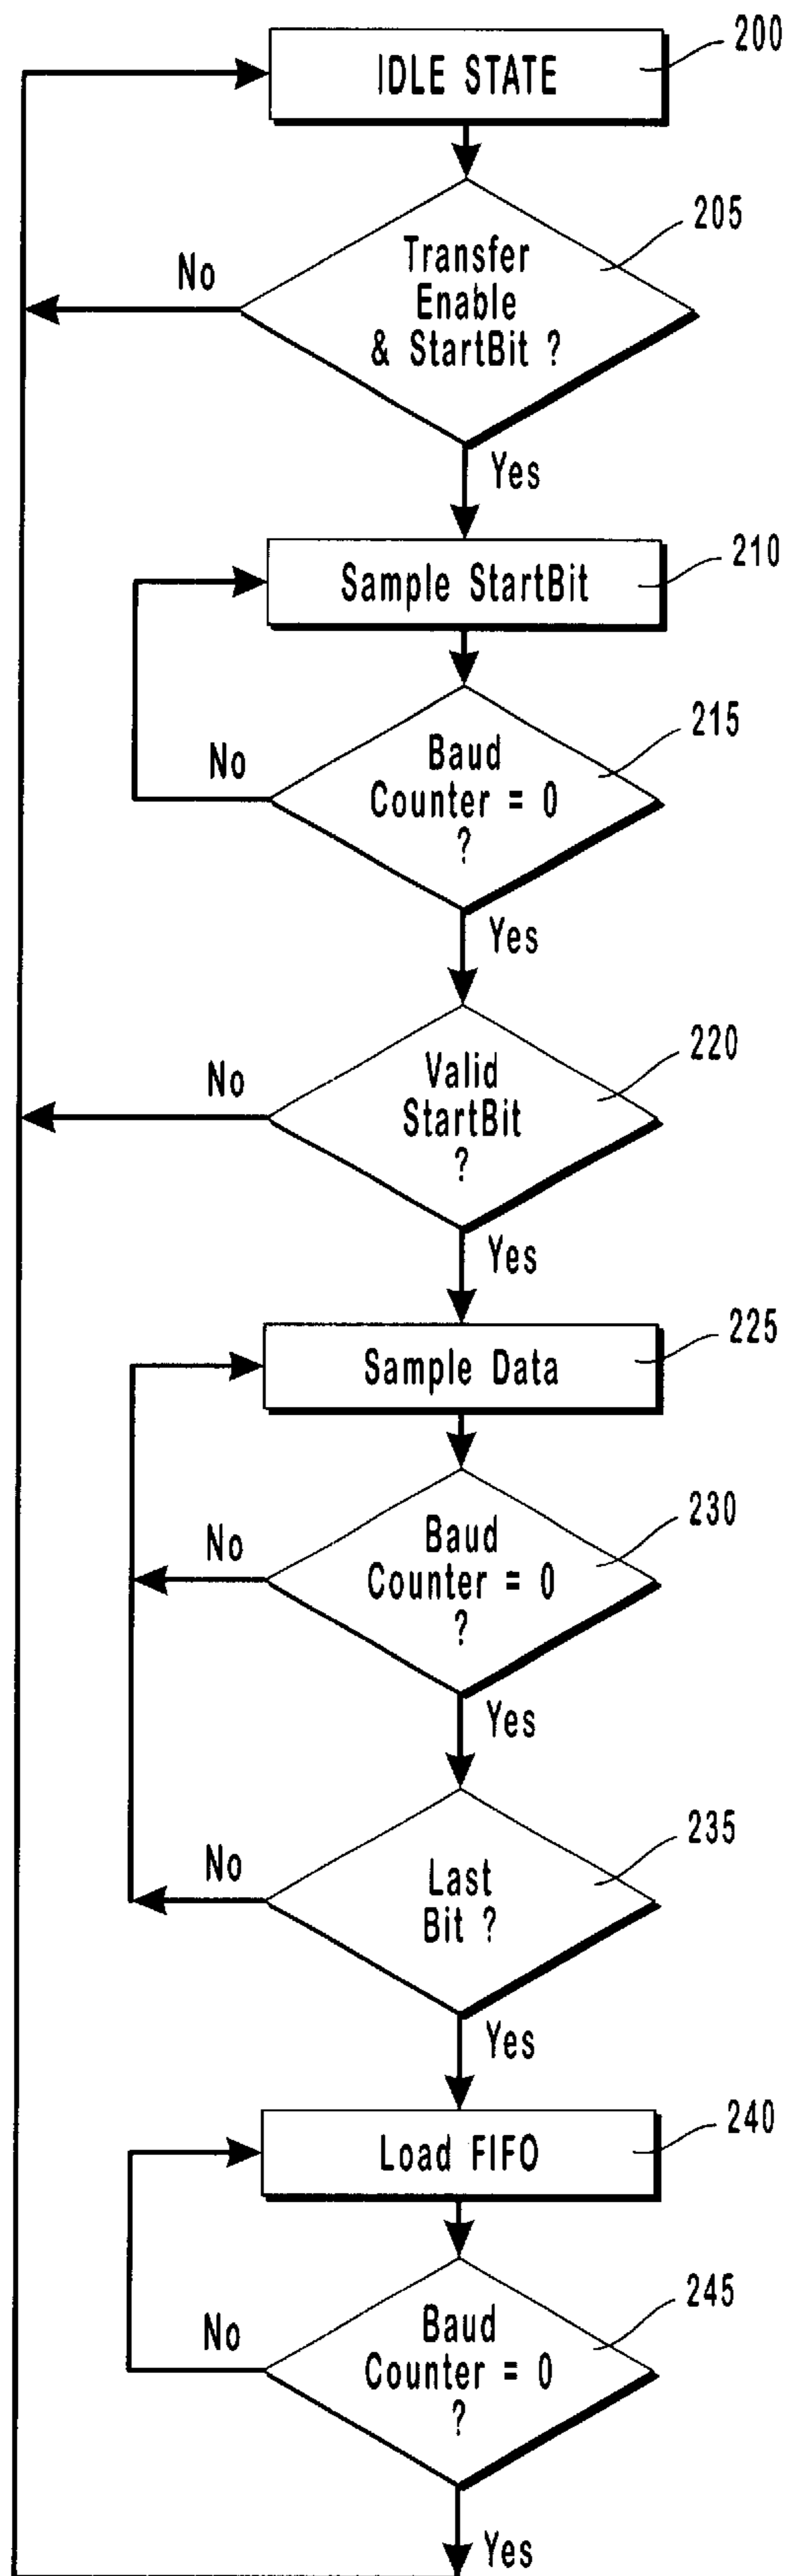 200
IDLE STATE
205
Transfer
Enable
& StartBit ?
No
Yes
210
Sample StartBit
215
Baud
Counter = 0
?
No
Yes
220
Valid
StartBit
?
No
Yes
225
Sample Data
230
Baud
Counter = 0
?
No
Yes
235
Last
Bit ?
No
Yes
240
Load FIFO
245
Baud
Counter = 0
?
No
Yes